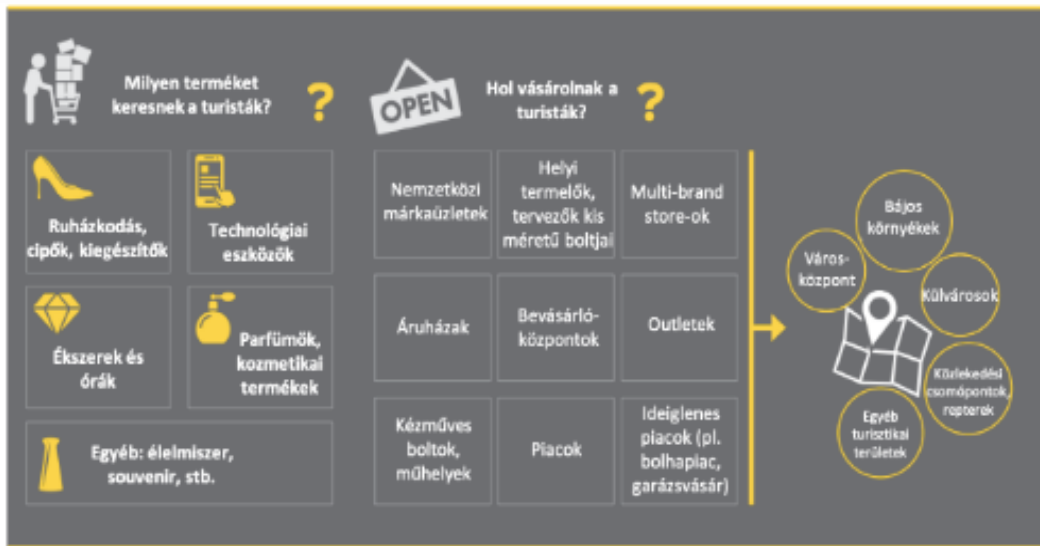 Milyen terméket
keresnek a turisták?
?
OPEN
Hol vásárolnak a
turisták?
?
Ruházkodás,
cipők, kiegészítők
Technológiai
eszközök
Ékszerek és
órák
Parfümök,
kozmetikai
termékek
Egyéb: élelmiszer,
souvenir, stb.
Nemzetközi
márkaüzletek
Helyi
termelők,
tervezők kis
méretű boltjai
Multi-brand
store-ok
Áruházak
Bevásárló-
központok
Outletek
Kézműves
boltok,
műhelyek
Piacok
Ideiglenes
piacok (pl.
bolhapiac,
garázsvásár)
Bájos
környékek
Város-
központ
Külvárosok
Közlekedési
csomópontok,
repterek
Egyéb
turisztikai
területek